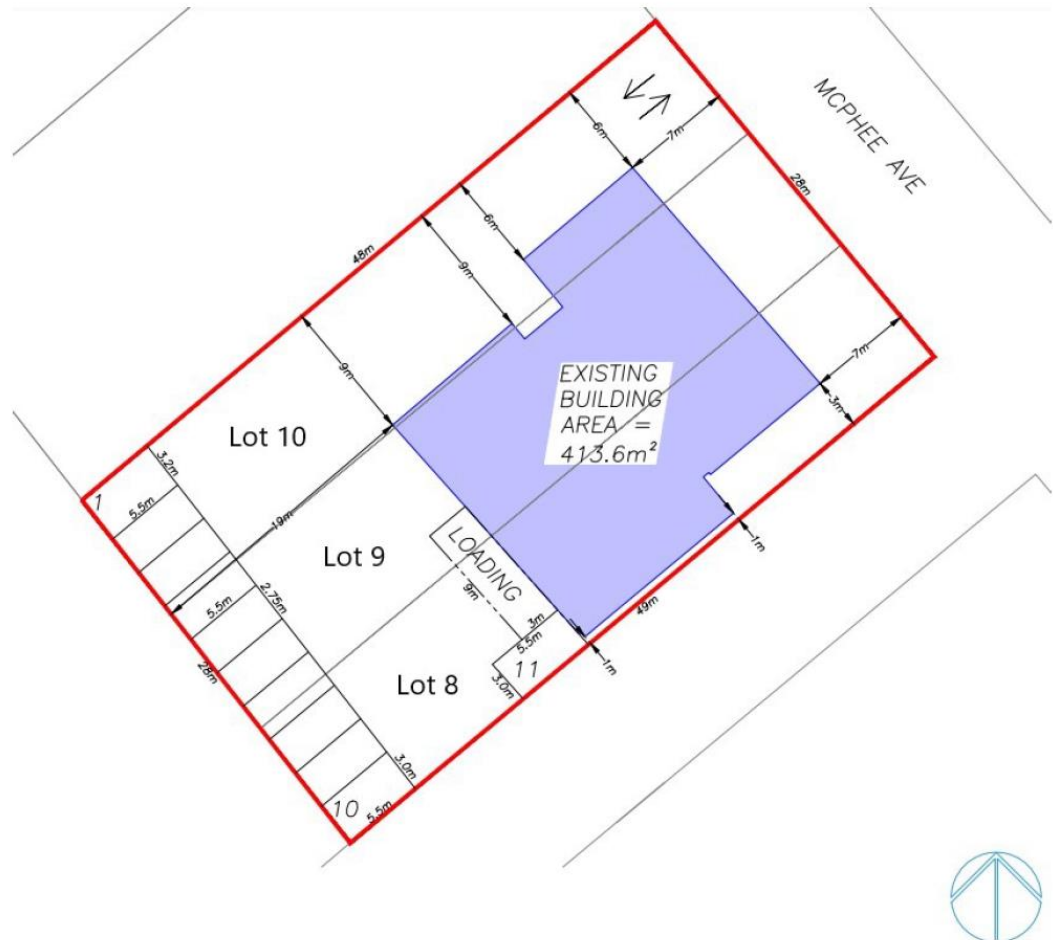 MCPHEE AVE
6m
7m
28m
6m
48m
9m
9m
7m
3m
EXISTING
BUILDING
AREA =
413.6m²
Lot 10
3.2m
1
5.5m
19m
1m
LOADING
Lot 9
9m
2.75m
5.5m
3m
49m
5.5m
11
1m
3.0m
28m
Lot 8
3.0m
10
5.5m